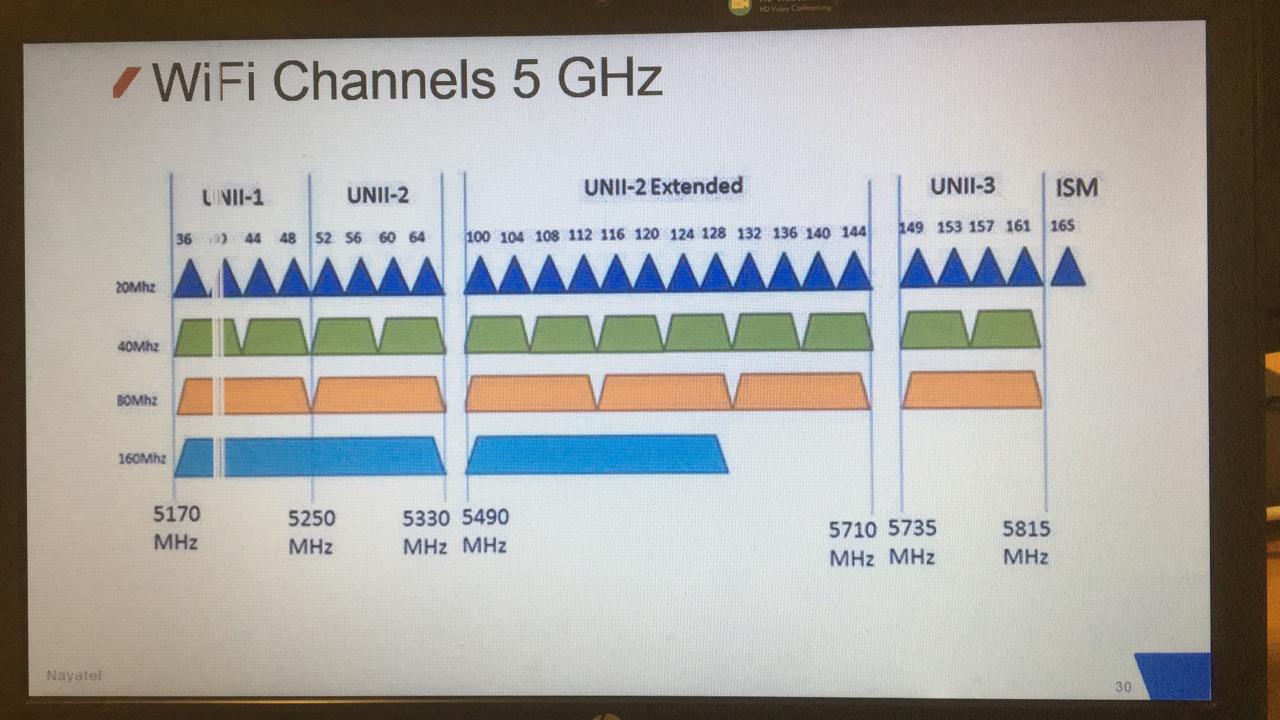 HD Video Conferencing
WiFi Channels 5 GHz
UNII-1 UNII-2 UNII-2 Extended UNII-3 ISM
36 44 48 52 56 60 64 100 104 108 112 116 120 124 128 132 136 140 144 149 153 157 161 165
20Mhz
40Mhz
80Mhz
160Mhz
5170 MHz
5250 MHz
5330 MHz
5490 MHz
5710 MHz
5735 MHz
5815 MHz
Nayatel
30